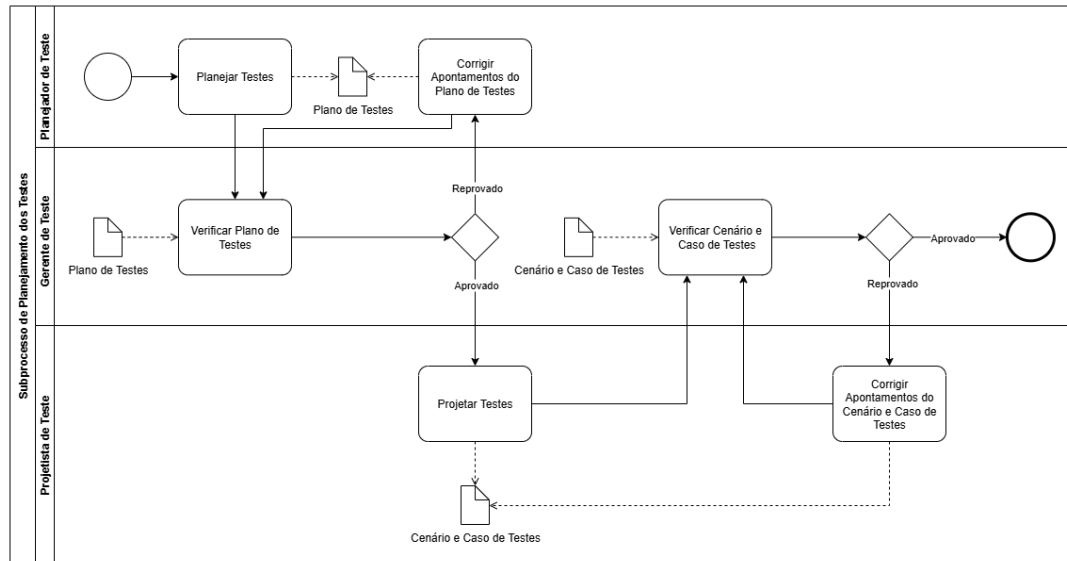 Subprocesso de Planejamento dos Testes
Planejador de Teste
Planejar Testes
Plano de Testes
Corrigir
Apontamentos do
Plano de Testes
Gerente de Teste
Plano de Testes
Verificar Plano de
Testes
Reprovado
Aprovado
Cenário e Caso de Testes
Verificar Cenário e
Caso de Testes
Aprovado
Reprovado
Projetista de Teste
Projetar Testes
Cenário e Caso de Testes
Corrigir
Apontamentos do
Cenário e Caso de
Testes